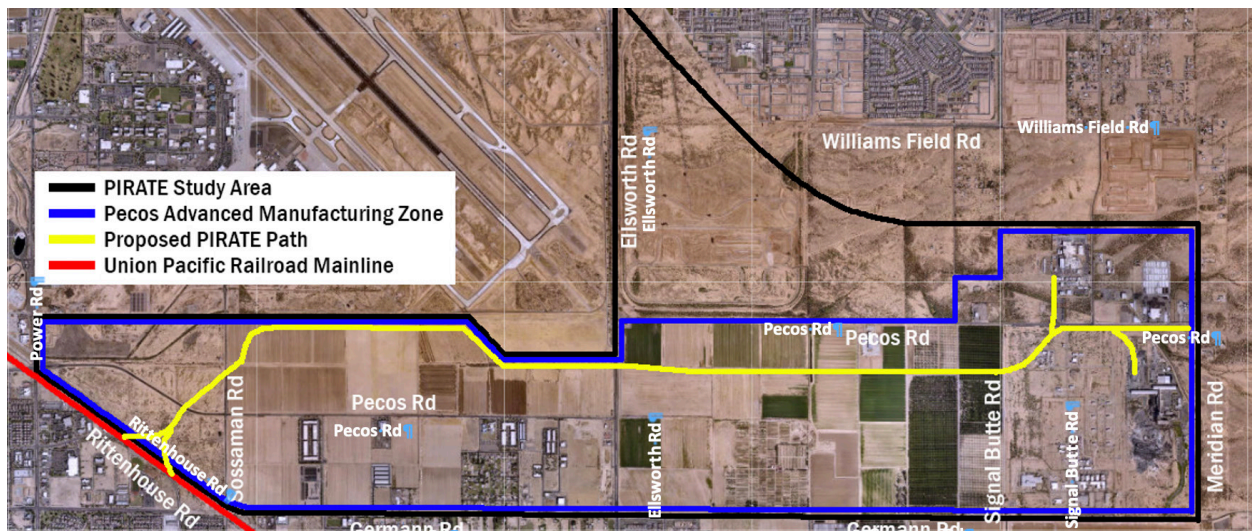 Williams Field Rd¶
Williams Field Rd
Ellsworth Rd
Ellsworth Rd¶
PIRATE Study Area
Pecos Advanced Manufacturing Zone
Proposed PIRATE Path
Union Pacific Railroad Mainline
Power Rd¶
Pecos Rd¶
Pecos Rd
Pecos Rd¶
Pecos Rd
Pecos Rd¶
Sossaman Rd
Rittenhouse Rd¶
Rittenhouse Rd
Ellsworth Rd¶
Signal Butte Rd
Signal Butte Rd¶
Meridian Rd
Germann Rd
Germann Rd